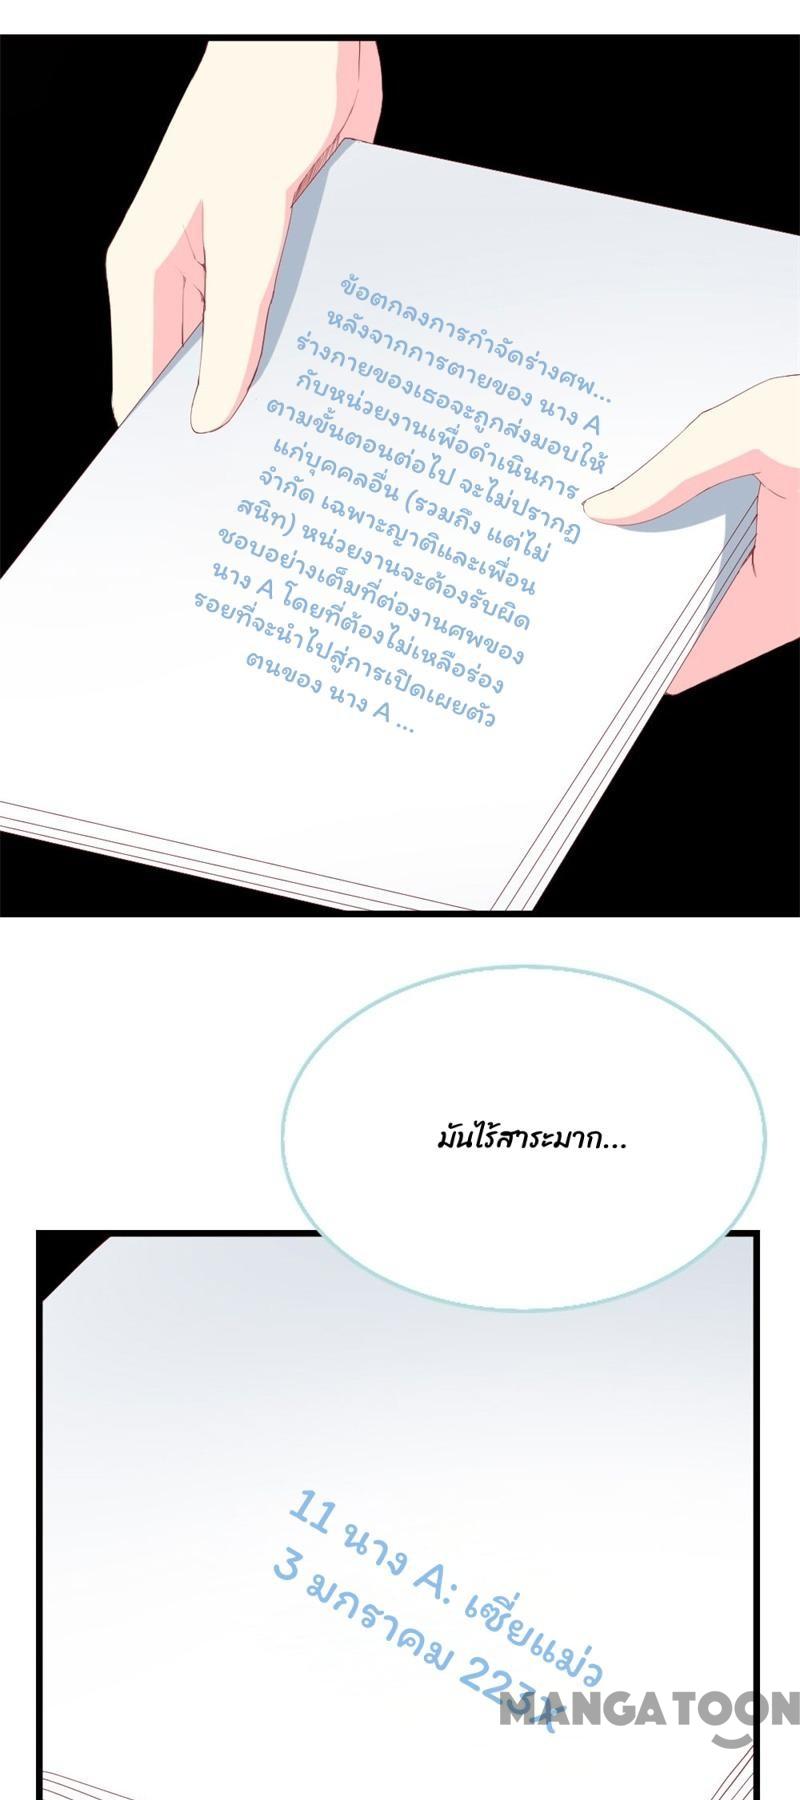 ข้อตกลงการกำจัดร่างศพ...
หลังจากการตายของ นาง A
ร่างกายของเธอจะถูกส่งมอบให้
กับหน่วยงานเพื่อดำเนินการ
ตามขั้นตอนต่อไป จะไม่ปรากฏ
แก่บุคคลอื่น (รวมถึง แต่ไม่
จำกัด เฉพาะญาติและเพื่อน
สนิท) หน่วยงานจะต้องรับผิด
ชอบอย่างเต็มที่ต่องานศพของ
นาง A โดยที่ต้องไม่เหลือร่อง
รอยที่จะนำไปสู่การเปิดเผยตัว
ตนของ นาง A ...
มันไร้สาระมาก...
11 นาง A: เซี่ยแม่ว
3 มกราคม 223x
MANGATOON